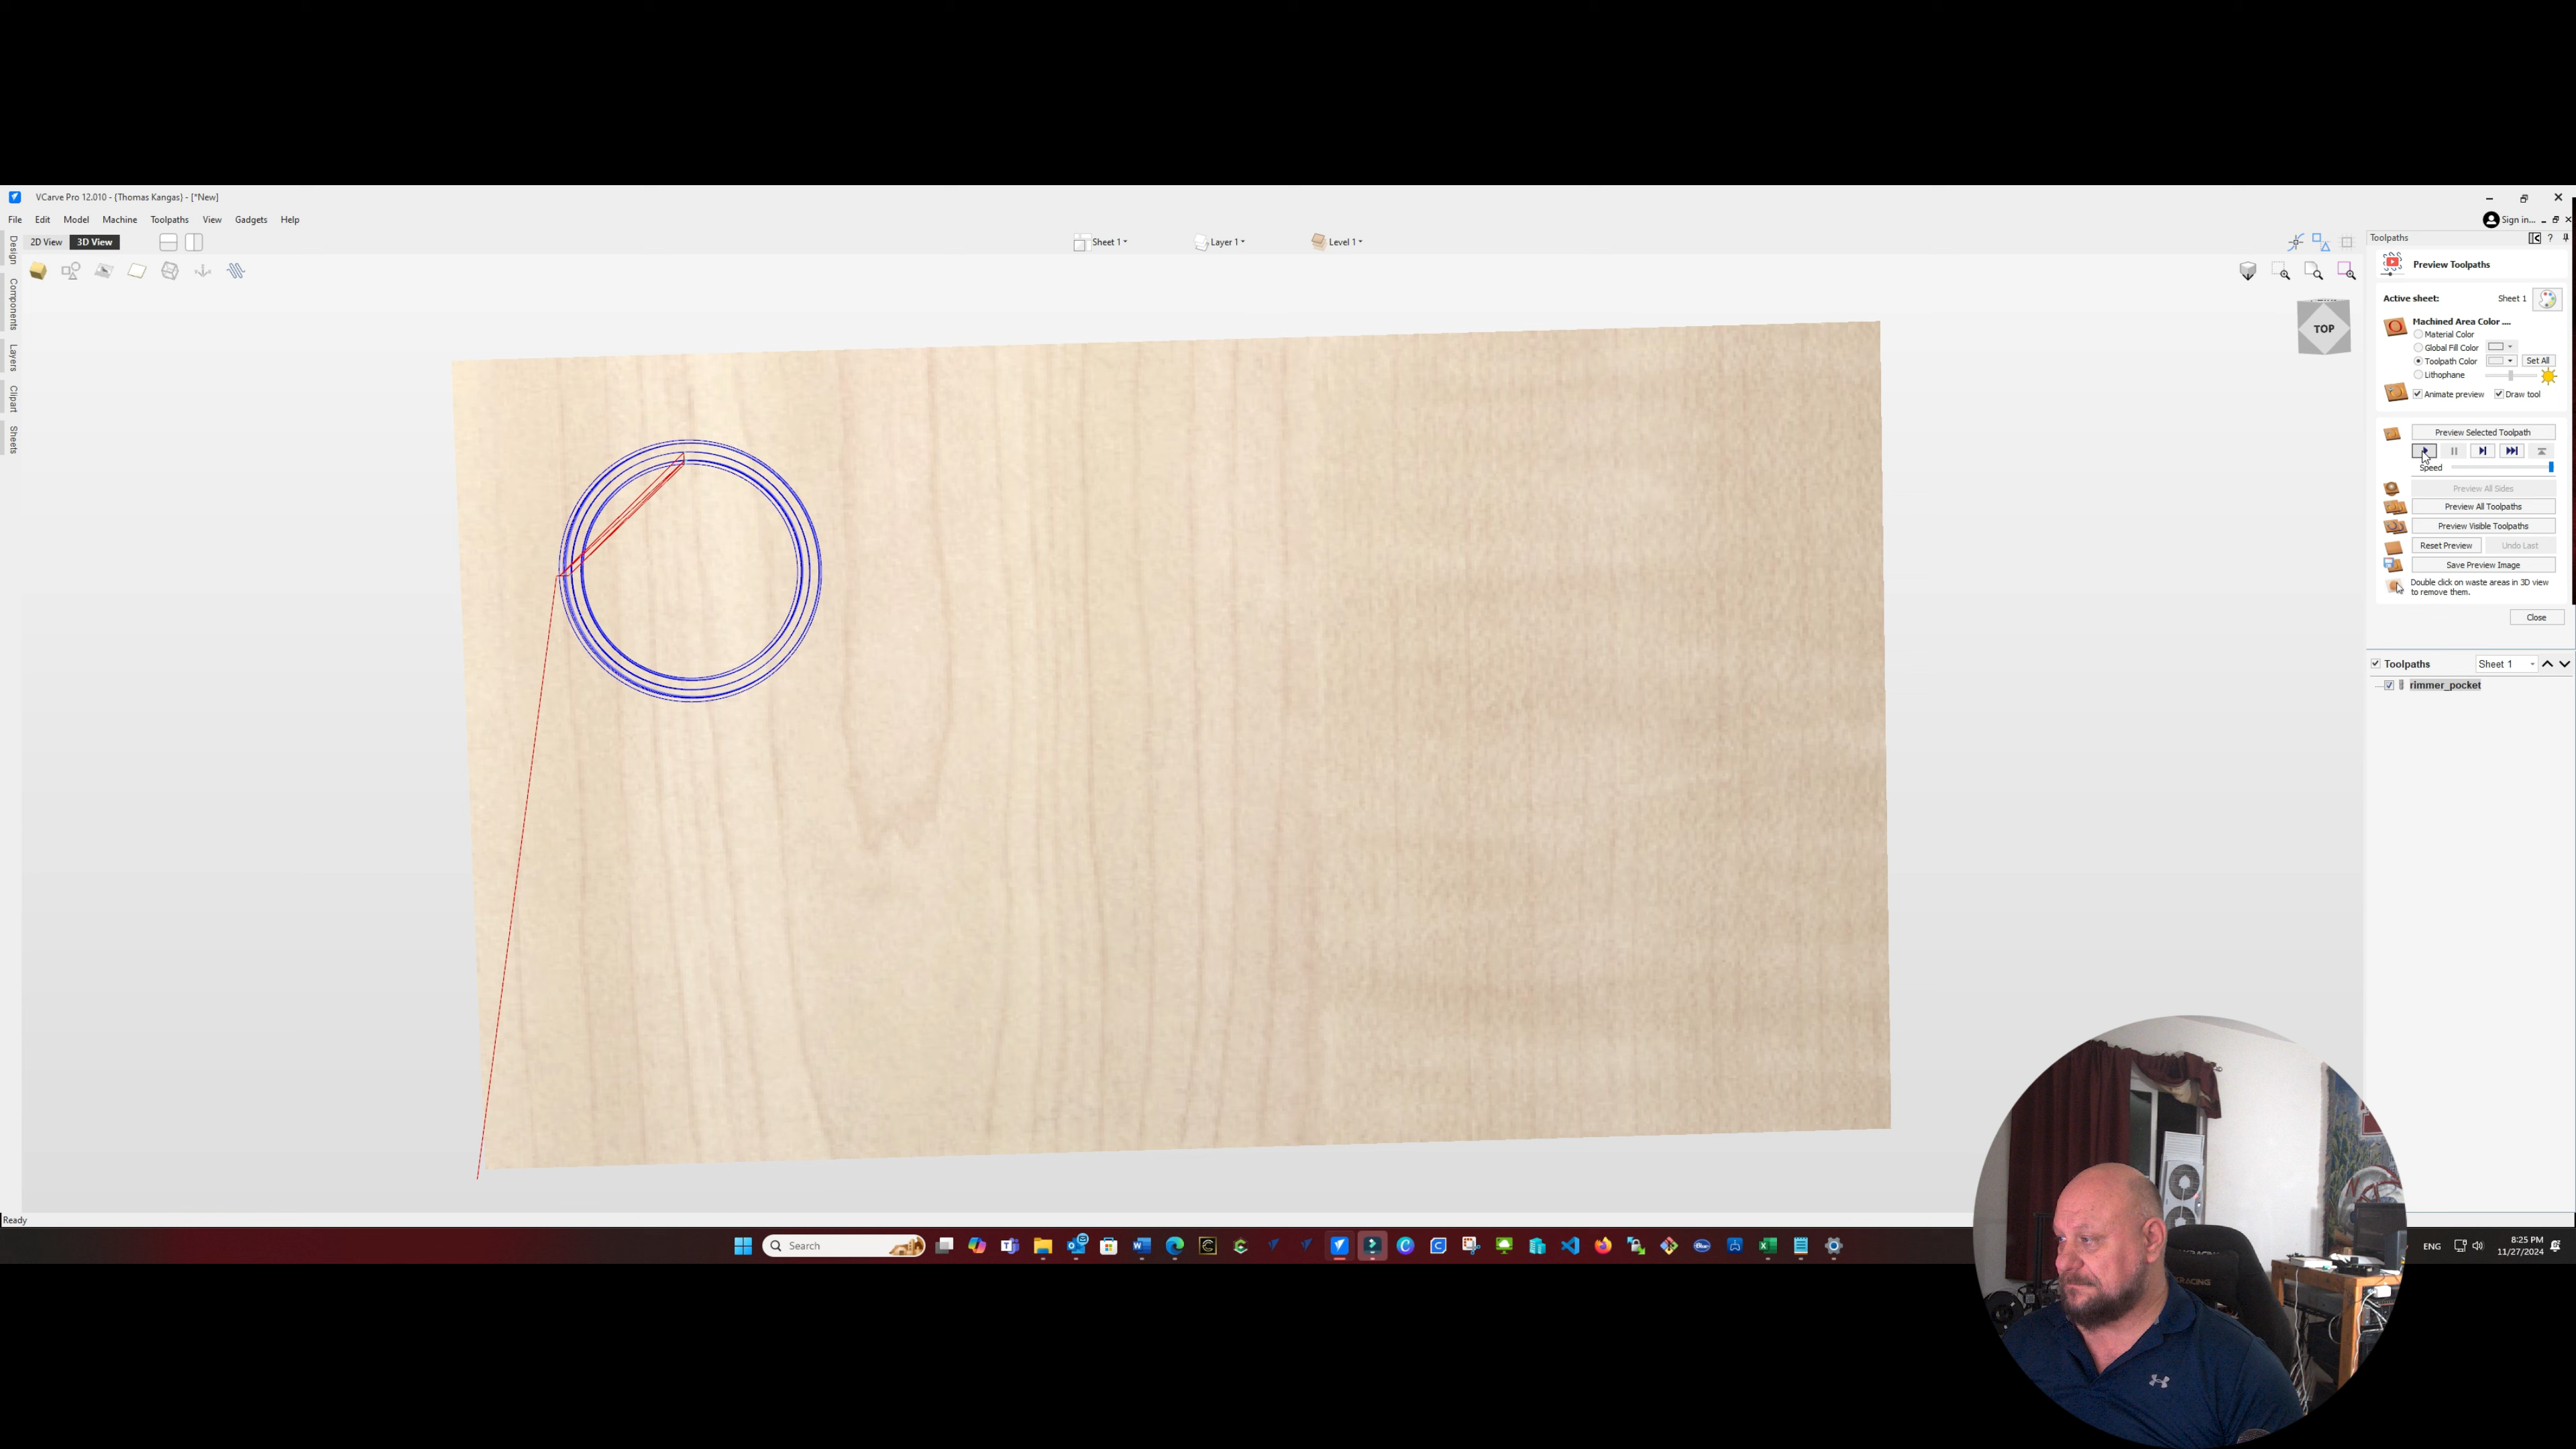 VCarve Pro 12.010 - {Thomas Kangas} - [*New]
File Edit Model Machine Toolpaths View Gadgets Help
Sign in...
2D View 3D View
Sheet 1
Layer 1
Level 1
Design
Components
Layers
Clipart
Sheets
TOP
Toolpaths
Preview Toolpaths
Active sheet: Sheet 1
Machined Area Color ....
Material Color
Global Fill Color
Toolpath Color
Set All
Lithophane
Animate preview
Draw tool
Preview Selected Toolpath
Speed
Preview All Sides
Preview All Toolpaths
Preview Visible Toolpaths
Reset Preview
Undo Last
Save Preview Image
Double click on waste areas in 3D view
to remove them.
Close
Toolpaths
Sheet 1
rimmer_pocket
Ready
Search
ENG
8:25 PM
11/27/2024